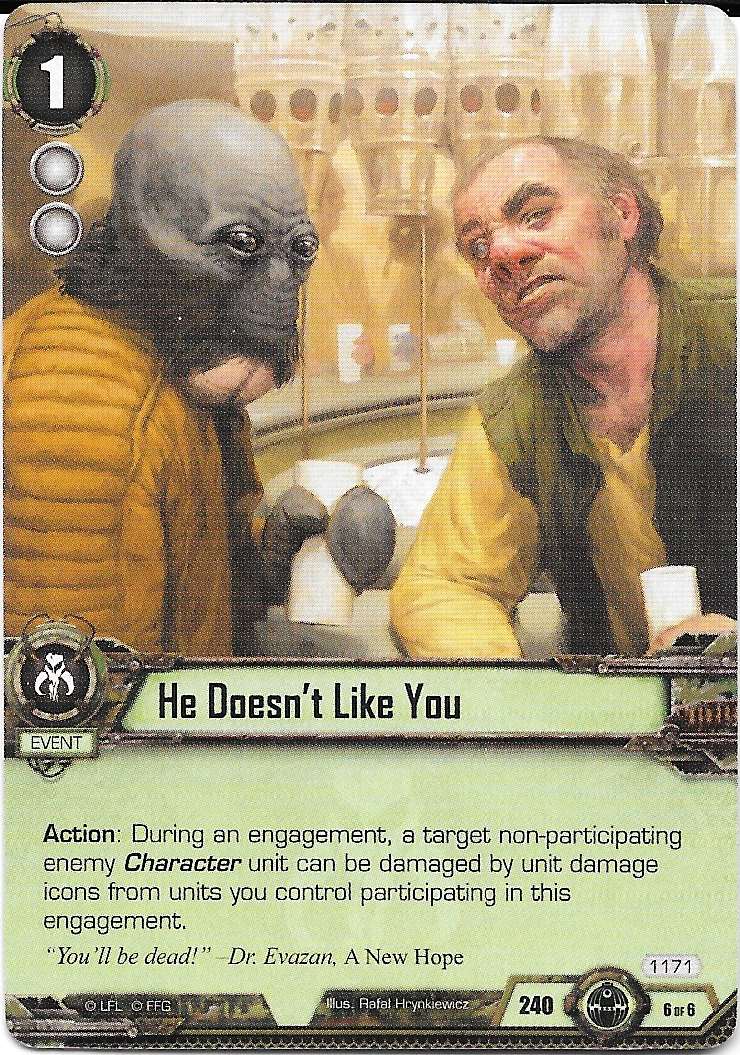 1
He Doesn't Like You
EVENT
Action: During an engagement, a target non-participating
enemy Character unit can be damaged by unit damage
icons from units you control participating in this
engagement.
"You'll be dead!" –Dr. Evazan, A New Hope
1171
© LFL © FFG
Illus. Rafał Hrynkiewicz
240
6 OF 6